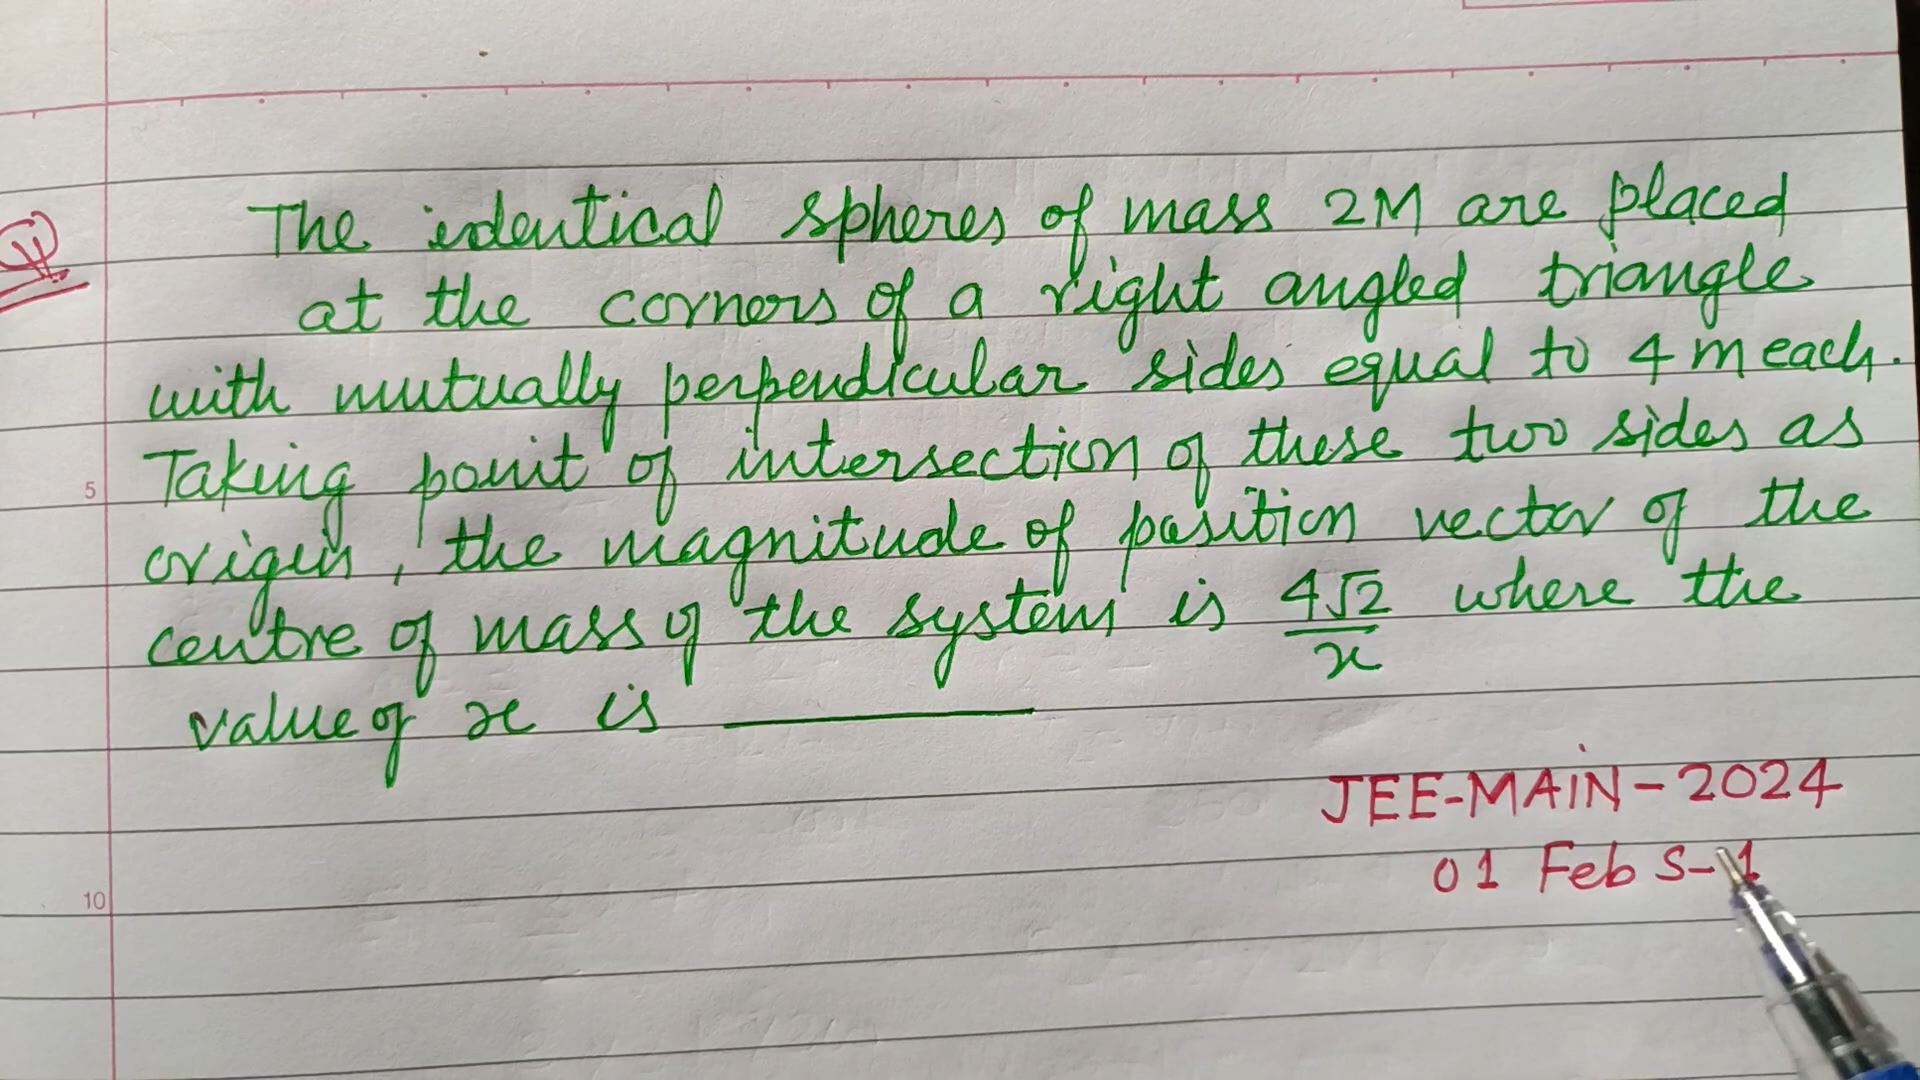 Q
The identical spheres of mass 2M are placed
at the corners of a right angled triangle
with mutually perpendicular sides equal to 4 m each.
Taking point of intersection of these two sides as
5
origin, the magnitude of position vector of the
centre of mass of the system is 4√2/x where the
value of x is ________
JEE-MAIN-2024
01 Feb S-1
10